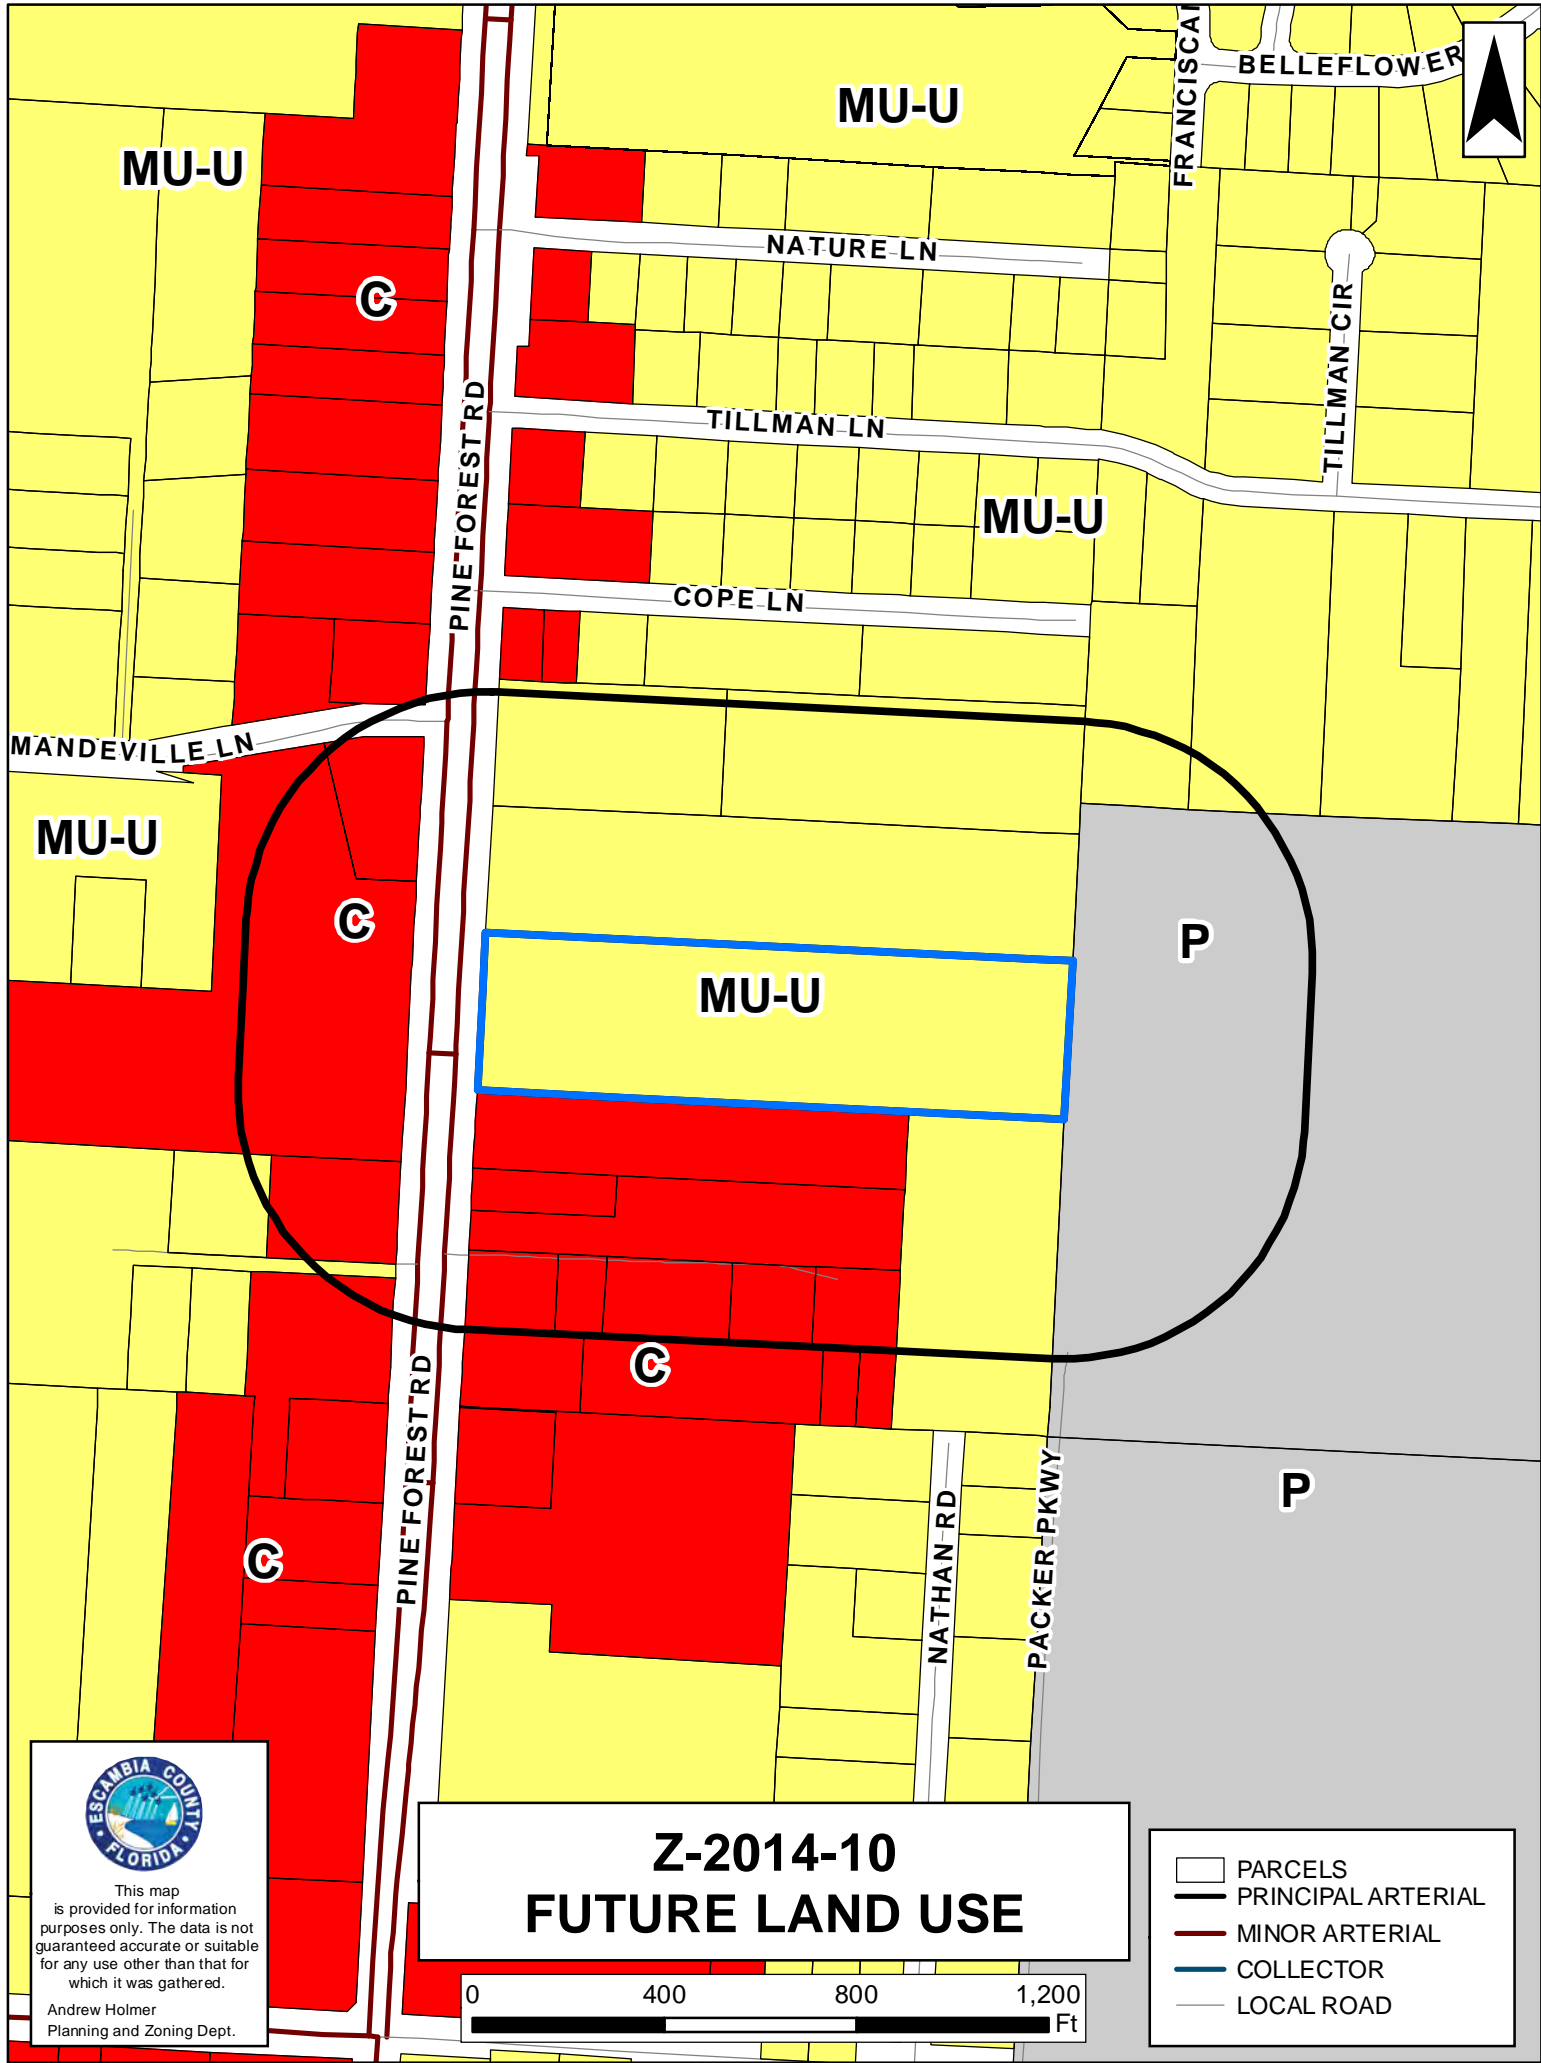 FRANCISCA
BELLEFLOWER
MU-U
MU-U
NATURE LN
C
TILLMAN CIR
PINE FOREST RD
TILLMAN LN
MU-U
COPE LN
MANDEVILLE LN
MU-U
C
P
MU-U
C
PINE FOREST RD
NATHAN RD
PACKER PKWY
P
C
ESCAMBIA COUNTY
FLORIDA
This map
is provided for information
purposes only. The data is not
guaranteed accurate or suitable
for any use other than that for
which it was gathered.
Andrew Holmer
Planning and Zoning Dept.
Z-2014-10
FUTURE LAND USE
0 400 800 1,200
Ft
PARCELS
PRINCIPAL ARTERIAL
MINOR ARTERIAL
COLLECTOR
LOCAL ROAD